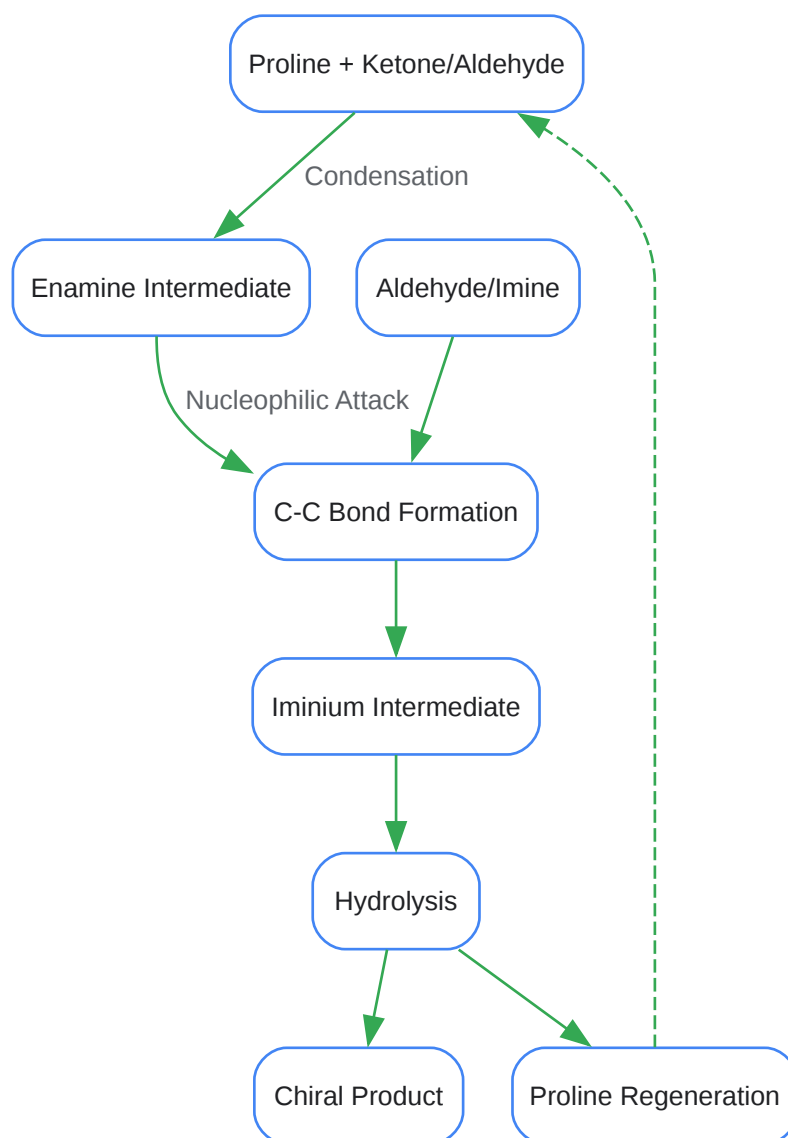 Proline + Ketone/Aldehyde
Condensation
Enamine Intermediate
Aldehyde/Imine
Nucleophilic Attack
C-C Bond Formation
Iminium Intermediate
Hydrolysis
Chiral Product
Proline Regeneration